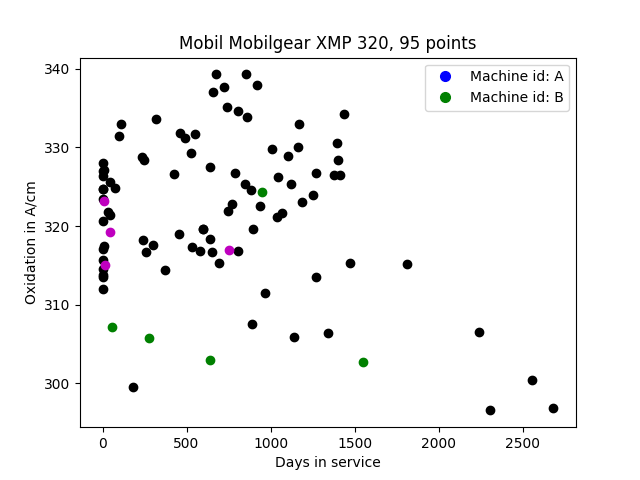 Mobil Mobilgear XMP 320, 95 points
Machine id: A
Machine id: B
Oxidation in A/cm
340
330
320
310
300
0
500
1000
1500
2000
2500
Days in service